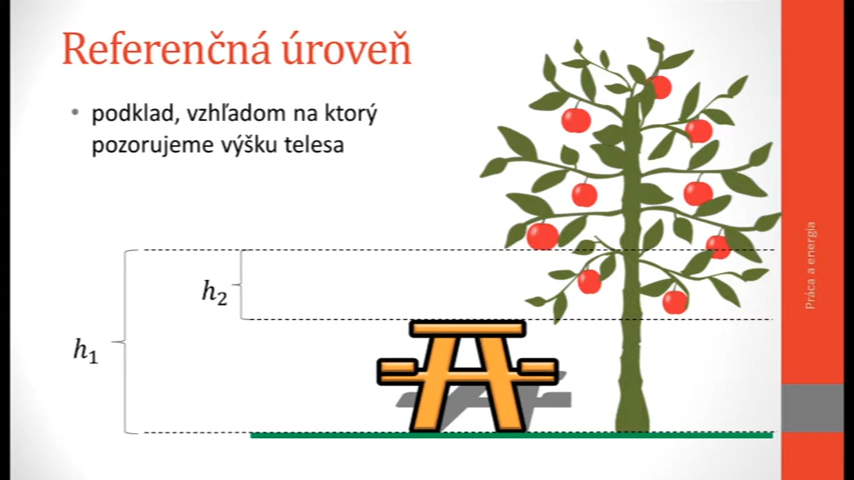 Referenčná úroveň
• podklad, vzhľadom na ktorý
pozorujeme výšku telesa
h₂
h₁
Práca a energia